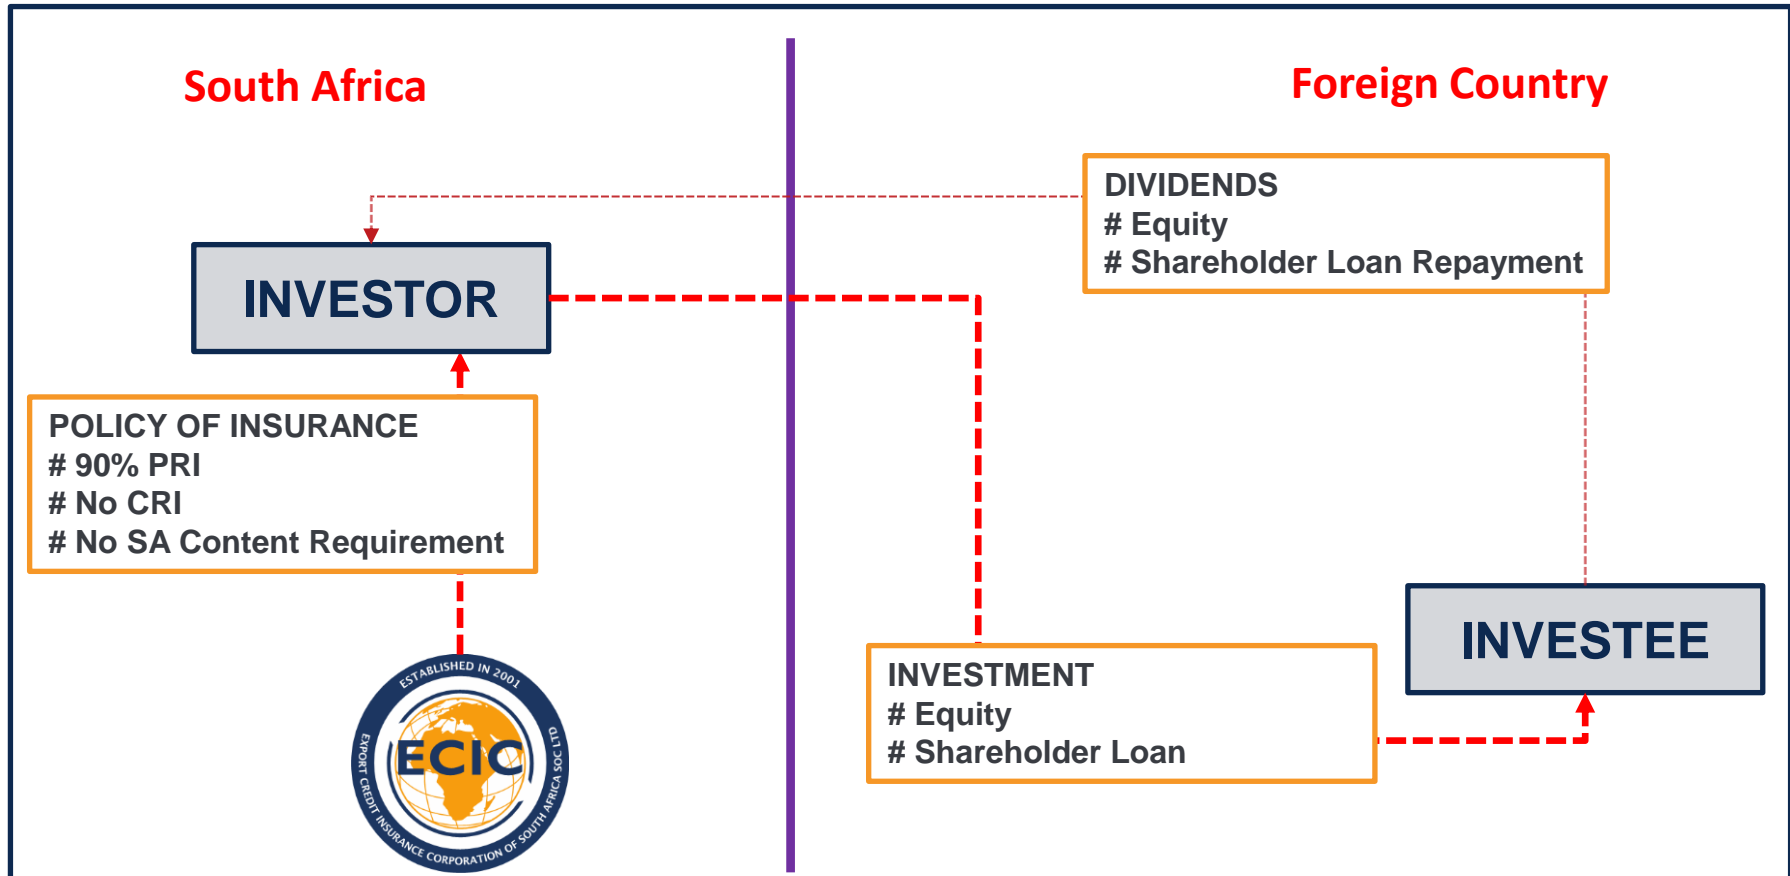 South Africa
Foreign Country
DIVIDENDS
# Equity
# Shareholder Loan Repayment
INVESTOR
POLICY OF INSURANCE
# 90% PRI
# No CRI
# No SA Content Requirement
INVESTEE
INVESTMENT
# Equity
# Shareholder Loan
ESTABLISHED IN 2001
ECIC
EXPORT CREDIT INSURANCE CORPORATION OF SOUTH AFRICA SOC LTD